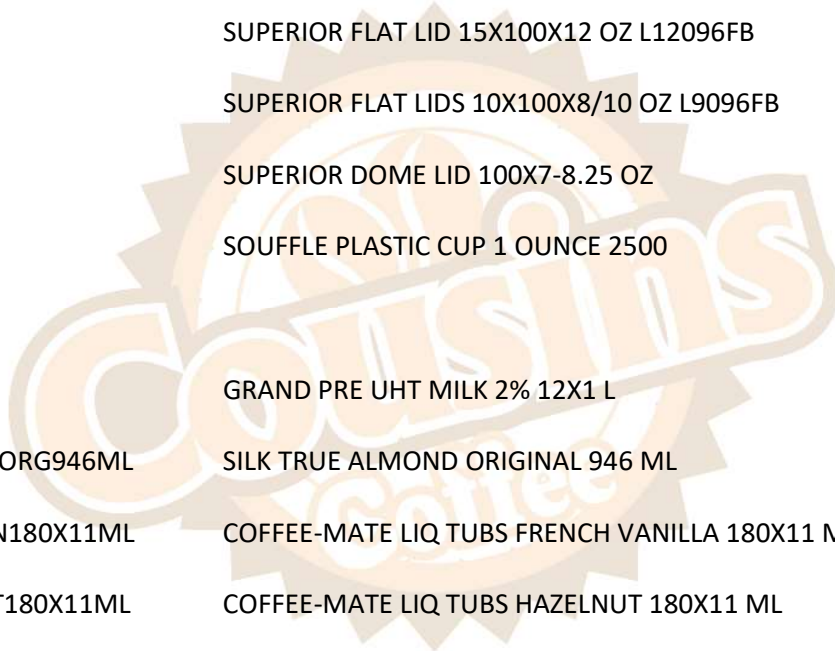 SUPERIOR FLAT LID 15X100X12 OZ L12096FB
SUPERIOR FLAT LIDS 10X100X8/10 OZ L9096FB
SUPERIOR DOME LID 100X7-8.25 OZ
SOUFFLE PLASTIC CUP 1 OUNCE 2500
Cousins
Coffee
GRAND PRE UHT MILK 2% 12X1 L
ORG946ML SILK TRUE ALMOND ORIGINAL 946 ML
N180X11ML COFFEE-MATE LIQ TUBS FRENCH VANILLA 180X11 M
T180X11ML COFFEE-MATE LIQ TUBS HAZELNUT 180X11 ML